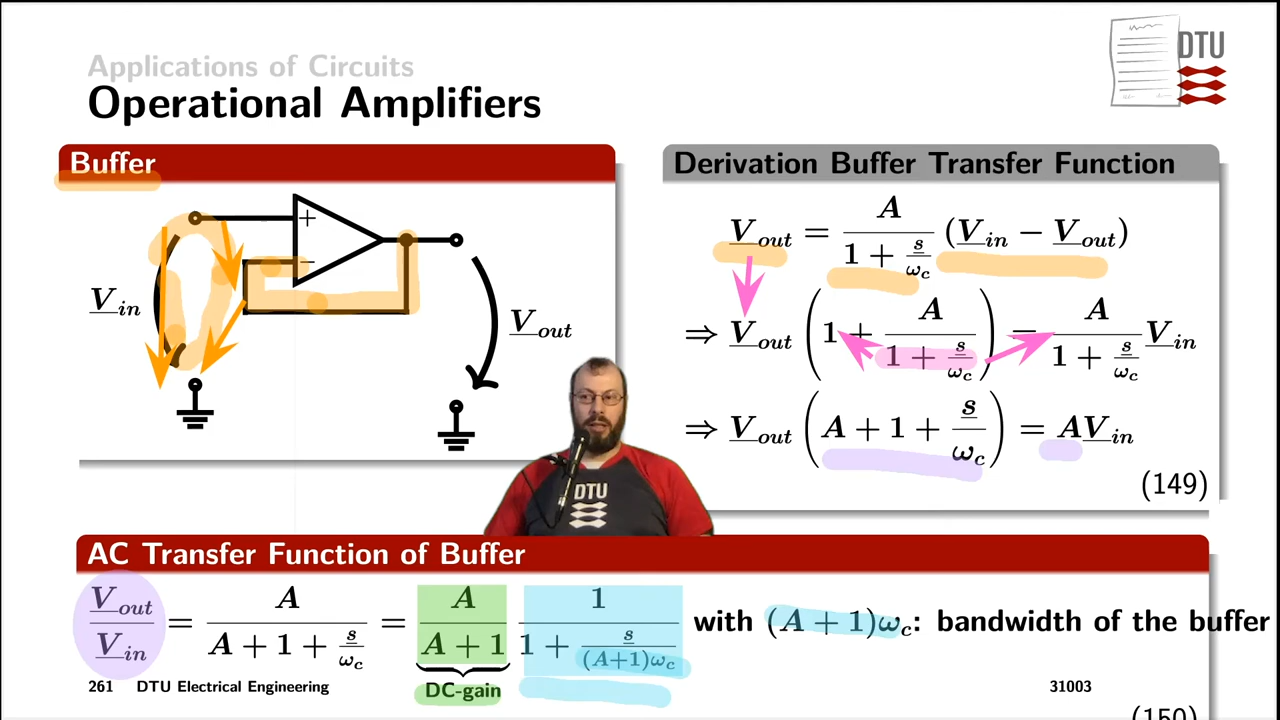 Applications of Circuits
Operational Amplifiers
DTU
Buffer
+
−
V_in
V_out
Derivation Buffer Transfer Function
V_out = A / (1 + s/ω_c) (V_in − V_out)
⇒ V_out (1 + A / (1 + s/ω_c)) = A / (1 + s/ω_c) V_in
⇒ V_out (A + 1 + s/ω_c) = A V_in
(149)
DTU
AC Transfer Function of Buffer
V_out / V_in = A / (A + 1 + s/ω_c) = A / (A + 1) 1 / (1 + s/((A+1)ω_c)) with (A + 1)ω_c: bandwidth of the buffer
DC-gain
261 DTU Electrical Engineering 31003
(150)